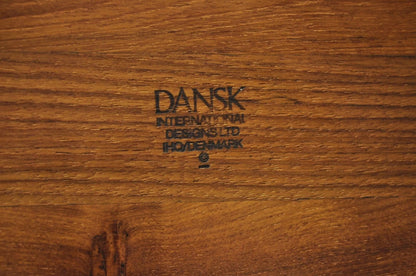 DANSK
INTERNATIONAL
DESIGNS LTD
IHQ/DENMARK